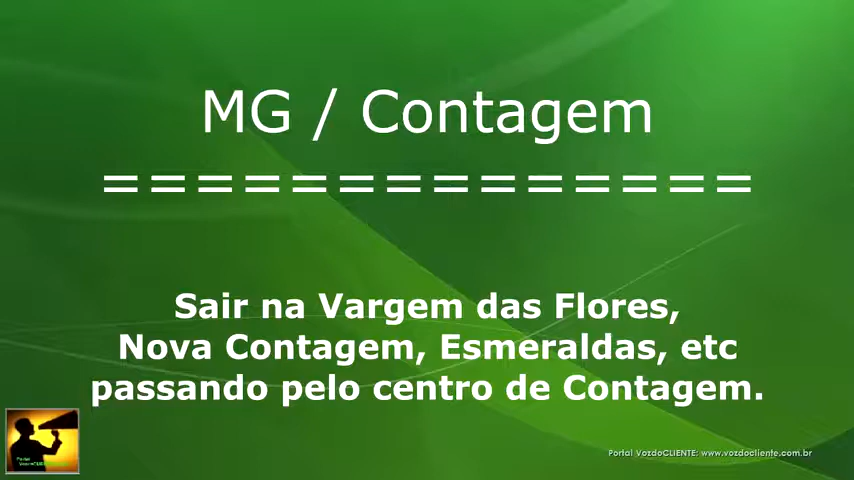 MG / Contagem
==============
Sair na Vargem das Flores,
Nova Contagem, Esmeraldas, etc
passando pelo centro de Contagem.
Portal
Portal VozdoCLIENTE: www.vozdocliente.com.br